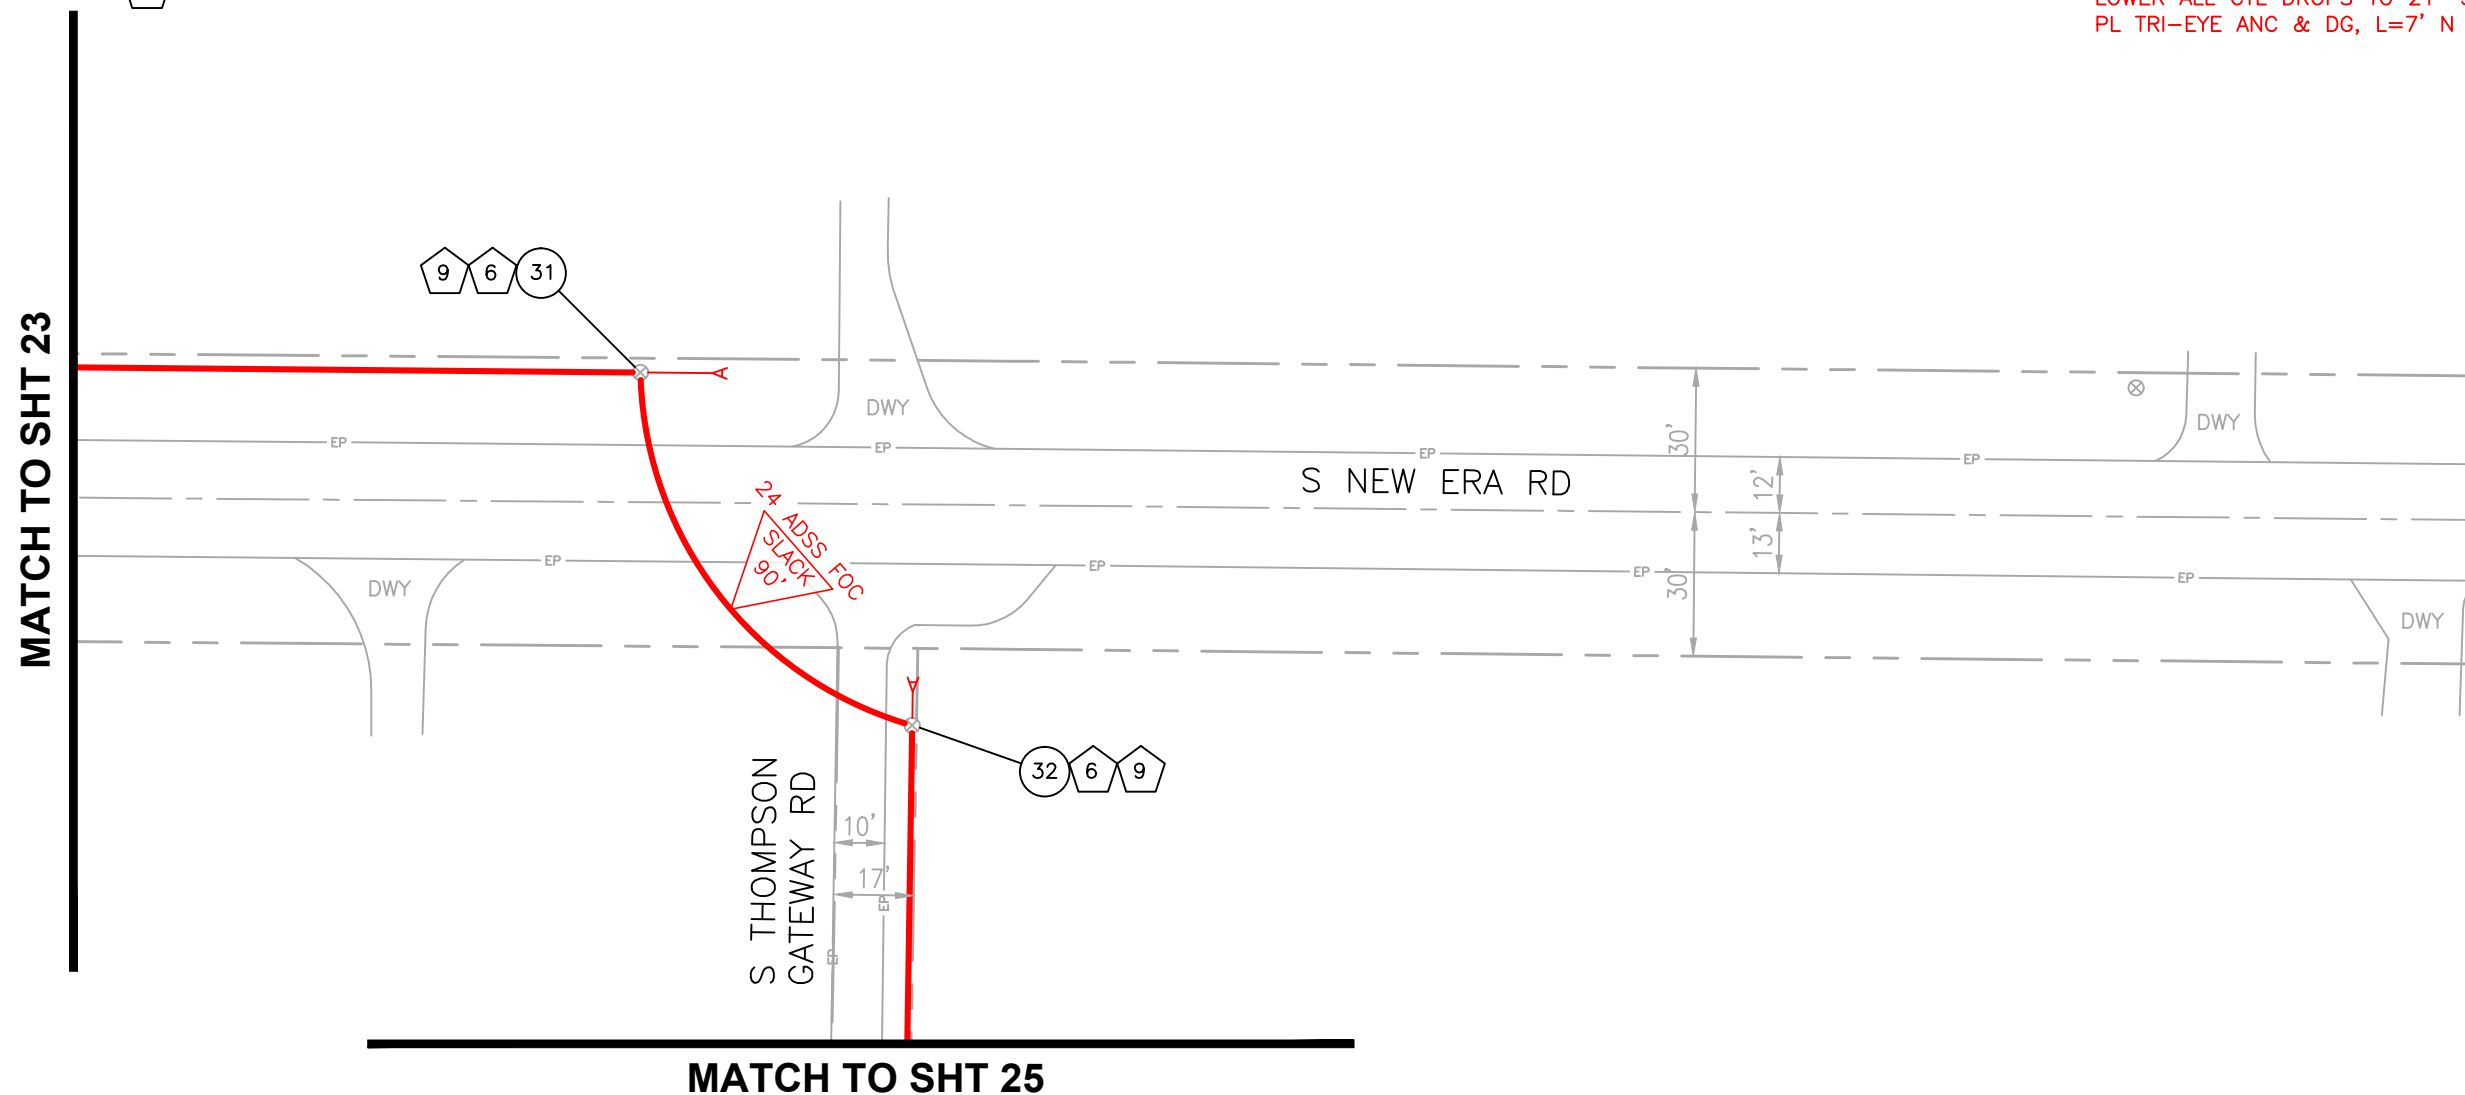 PL TRI-EYE ANC & DG, L=7' N
9 6 31
MATCH TO SHT 23
DWY
DWY
EP
EP
EP
EP
S NEW ERA RD
30'
12'
13'
30'
24 ADSS FOC
SLACK
90'
EP
EP
EP
EP
DWY
DWY
32 6 9
S THOMPSON
GATEWAY RD
10'
17'
EP
EP
MATCH TO SHT 25